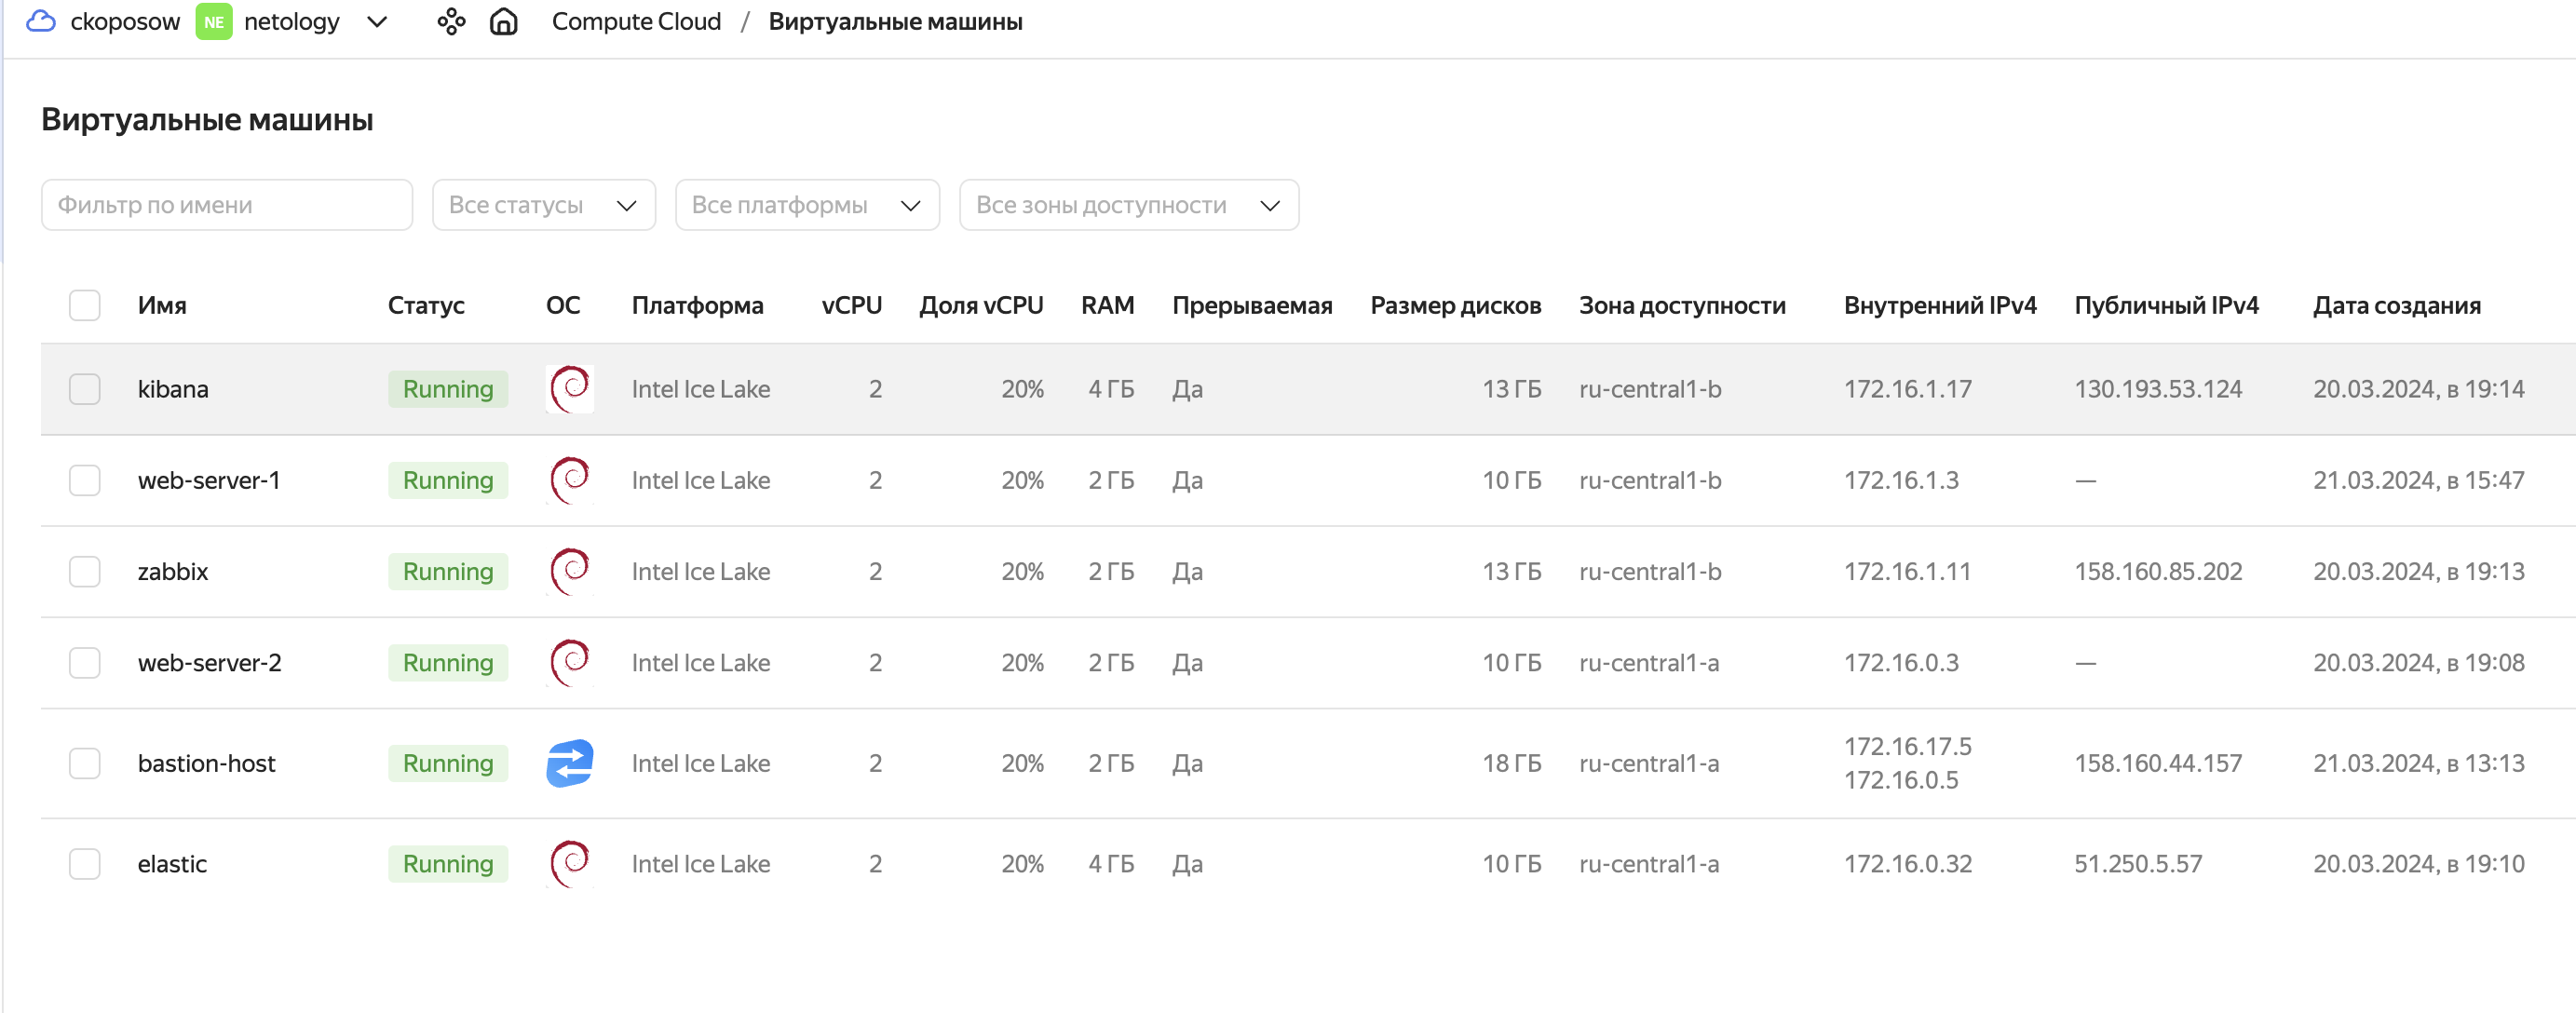 ckoposow NE netology Compute Cloud / Виртуальные машины
Виртуальные машины
Фильтр по имени Все статусы Все платформы Все зоны доступности
Имя Статус ОС Платформа vCPU Доля vCPU RAM Прерываемая Размер дисков Зона доступности Внутренний IPv4 Публичный IPv4 Дата создания
kibana Running Intel Ice Lake 2 20% 4 ГБ Да 13 ГБ ru-central1-b 172.16.1.17 130.193.53.124 20.03.2024, в 19:14
web-server-1 Running Intel Ice Lake 2 20% 2 ГБ Да 10 ГБ ru-central1-b 172.16.1.3 — 21.03.2024, в 15:47
zabbix Running Intel Ice Lake 2 20% 2 ГБ Да 13 ГБ ru-central1-b 172.16.1.11 158.160.85.202 20.03.2024, в 19:13
web-server-2 Running Intel Ice Lake 2 20% 2 ГБ Да 10 ГБ ru-central1-a 172.16.0.3 — 20.03.2024, в 19:08
bastion-host Running Intel Ice Lake 2 20% 2 ГБ Да 18 ГБ ru-central1-a 172.16.17.5 158.160.44.157 21.03.2024, в 13:13
172.16.0.5
elastic Running Intel Ice Lake 2 20% 4 ГБ Да 10 ГБ ru-central1-a 172.16.0.32 51.250.5.57 20.03.2024, в 19:10